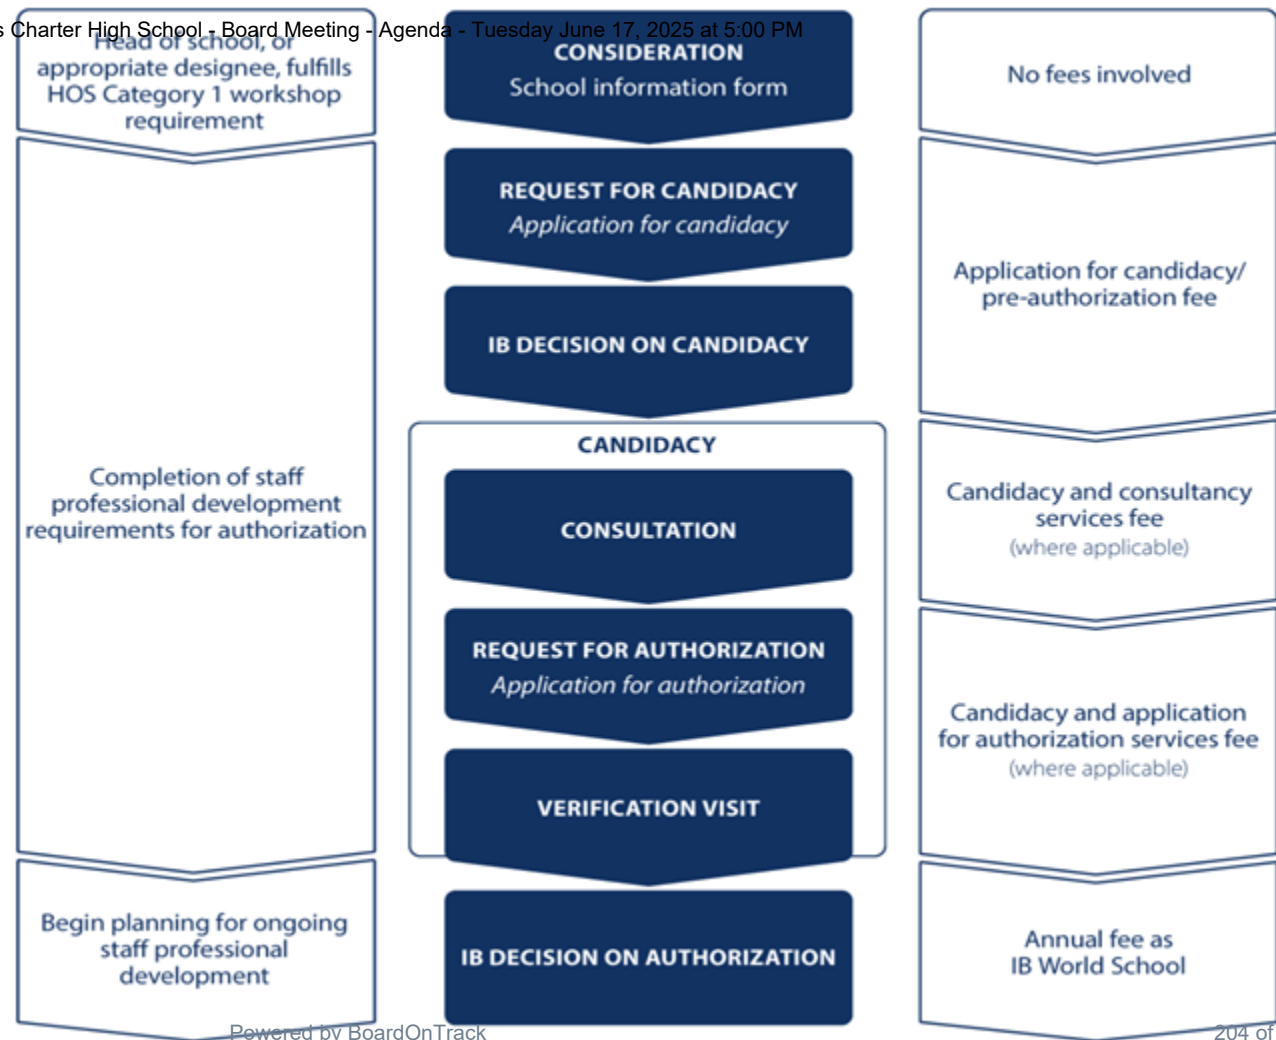 s Charter High School - Board Meeting - Agenda - Tuesday June 17, 2025 at 5:00 PM
Head of school, or
appropriate designee, fulfills
HOS Category 1 workshop
requirement
Completion of staff
professional development
requirements for authorization
Begin planning for ongoing
staff professional
development
CONSIDERATION
School information form
REQUEST FOR CANDIDACY
Application for candidacy
IB DECISION ON CANDIDACY
CANDIDACY
CONSULTATION
REQUEST FOR AUTHORIZATION
Application for authorization
VERIFICATION VISIT
IB DECISION ON AUTHORIZATION
No fees involved
Application for candidacy/
pre-authorization fee
Candidacy and consultancy
services fee
(where applicable)
Candidacy and application
for authorization services fee
(where applicable)
Annual fee as
IB World School
Powered by BoardOnTrack
204 of